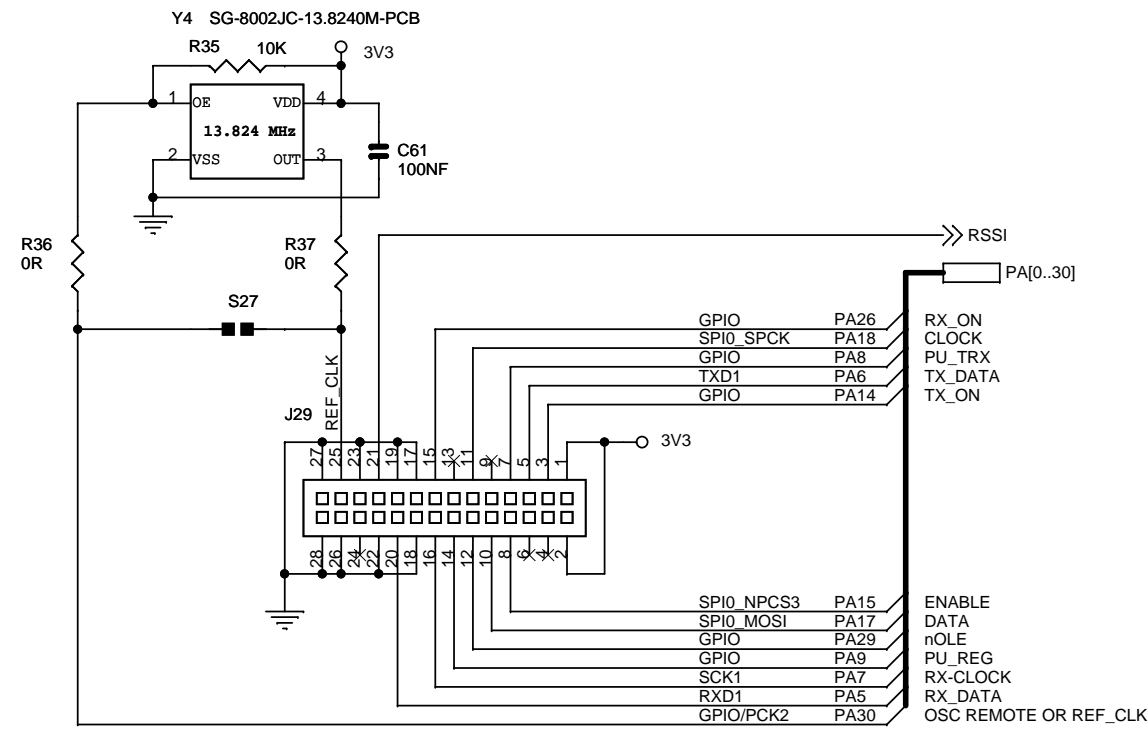 Y4 SG-8002JC-13.8240M-PCB
R35 10K
3V3
1 OE VDD 4
13.824 MHz
2 VSS OUT 3
C61
100NF
R36
0R
R37
0R
RSSI
PA[0..30]
S27
GPIO PA26 RX_ON
SPI0_SPCK PA18 CLOCK
GPIO PA8 PU_TRX
TXD1 PA6 TX_DATA
GPIO PA14 TX_ON
REF_CLK
J29
3V3
27 25 23 21 19 17 15 13 11 9 7 5 3 1
28 26 24 22 20 18 16 14 12 10 8 6 4 2
SPI0_NPCS3 PA15 ENABLE
SPI0_MOSI PA17 DATA
GPIO PA29 nOLE
GPIO PA9 PU_REG
SCK1 PA7 RX-CLOCK
RXD1 PA5 RX_DATA
GPIO/PCK2 PA30 OSC REMOTE OR REF_CLK